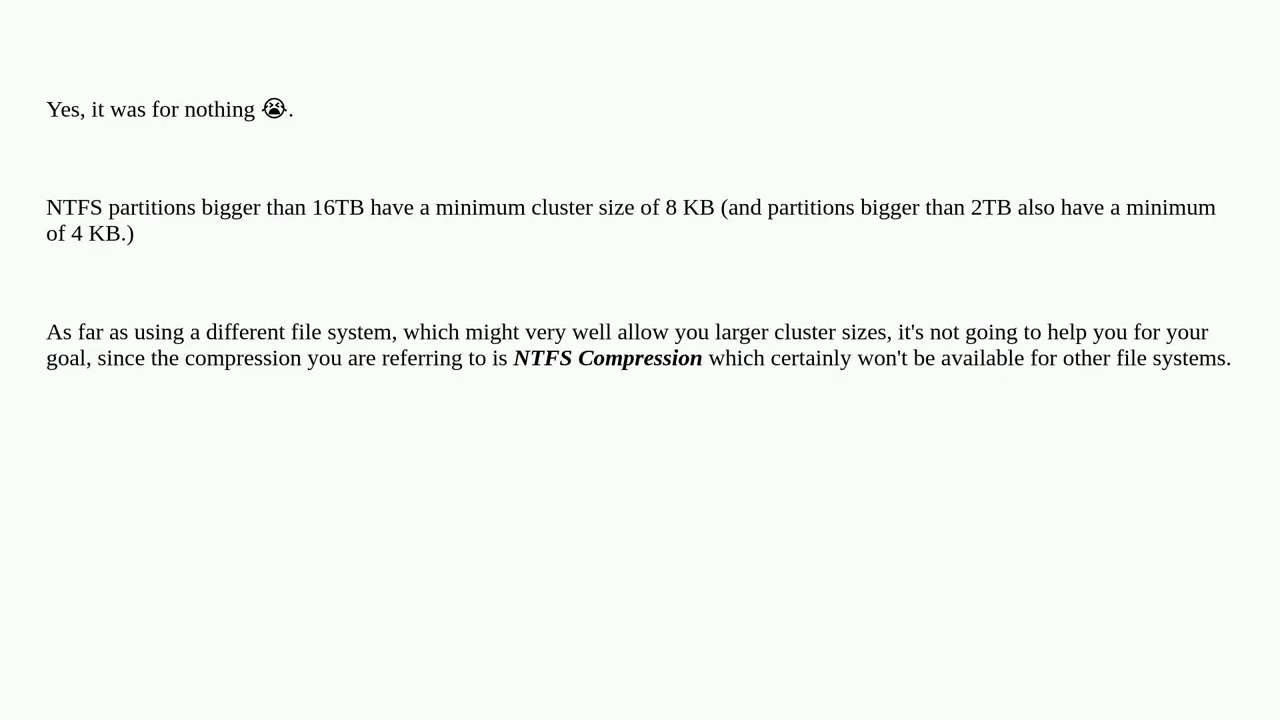 Yes, it was for nothing 😭.
NTFS partitions bigger than 16TB have a minimum cluster size of 8 KB (and partitions bigger than 2TB also have a minimum
of 4 KB.)
As far as using a different file system, which might very well allow you larger cluster sizes, it's not going to help you for your
goal, since the compression you are referring to is NTFS Compression which certainly won't be available for other file systems.